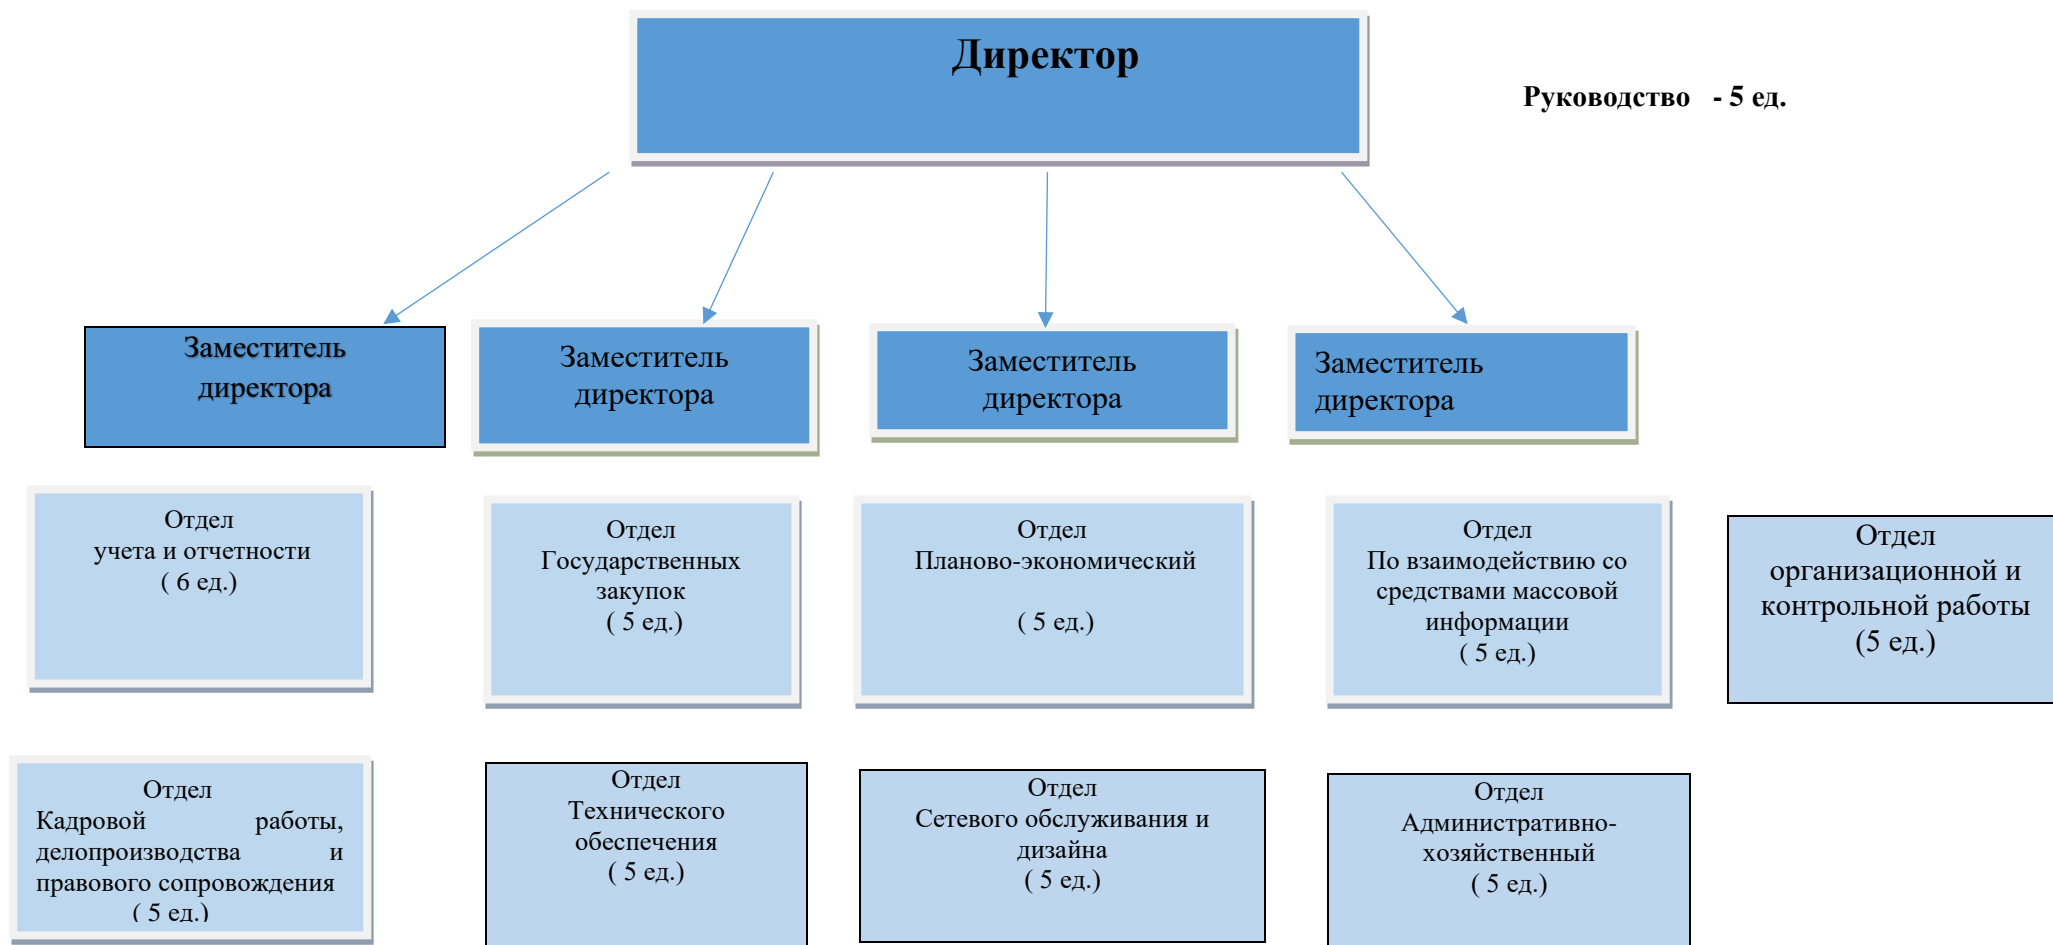 Директор
Руководство - 5 ед.
Заместитель
директора
Заместитель
директора
Заместитель
директора
Заместитель
директора
Отдел
учета и отчетности
( 6 ед.)
Отдел
Государственных
закупок
( 5 ед.)
Отдел
Планово-экономический
( 5 ед.)
Отдел
По взаимодействию со
средствами массовой
информации
( 5 ед.)
Отдел
организационной и
контрольной работы
(5 ед.)
Отдел
Кадровой работы,
делопроизводства и
правового сопровождения
( 5 ед.)
Отдел
Технического
обеспечения
( 5 ед.)
Отдел
Сетевого обслуживания и
дизайна
( 5 ед.)
Отдел
Административно-
хозяйственный
( 5 ед.)